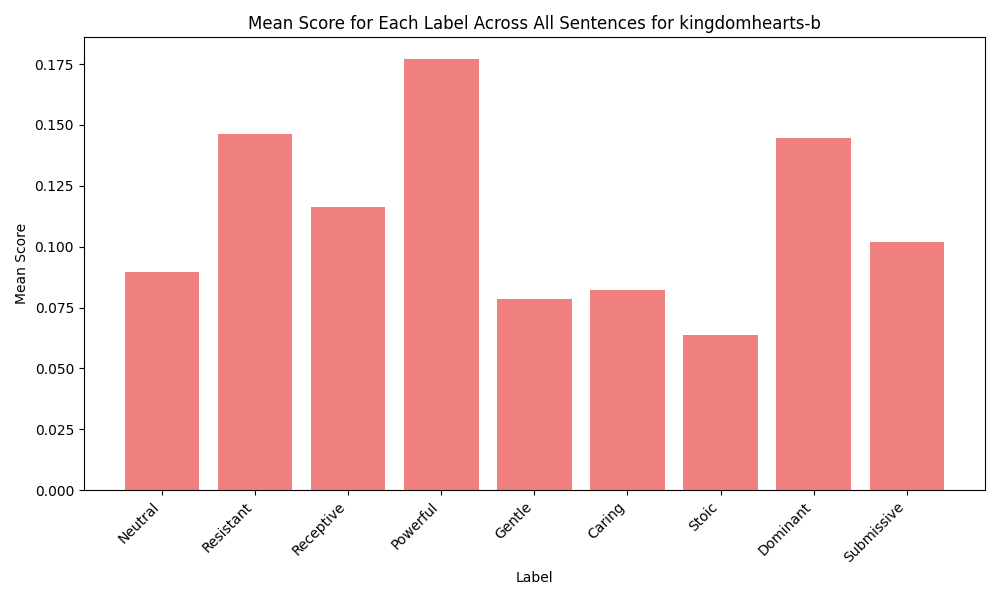 Mean Score for Each Label Across All Sentences for kingdomhearts-b
Mean Score
0.175
0.150
0.125
0.100
0.075
0.050
0.025
0.000
Neutral
Resistant
Receptive
Powerful
Gentle
Caring
Stoic
Dominant
Submissive
Label